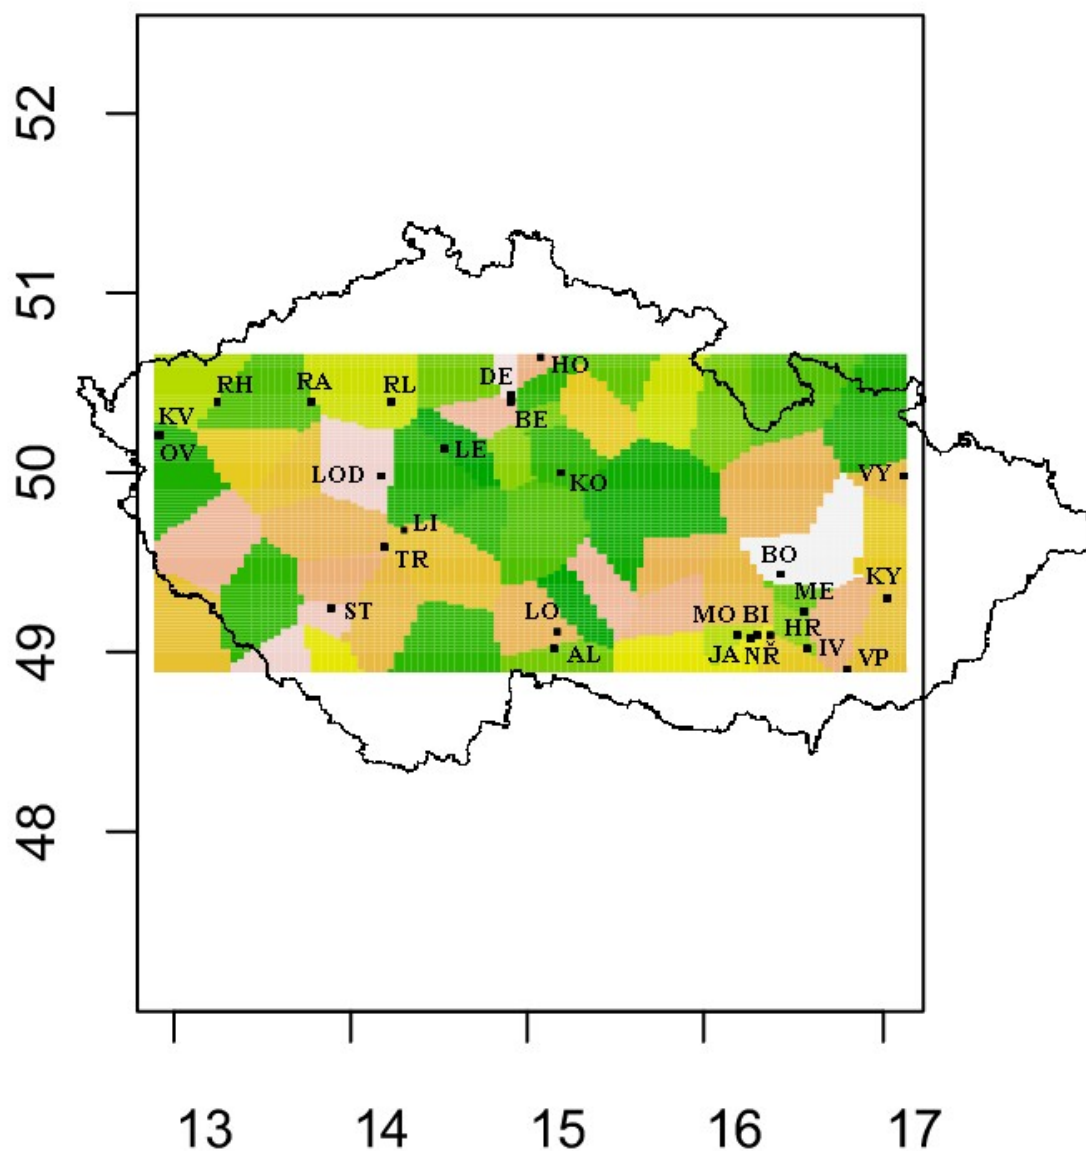 52
51
HO
DE
RH
RA
RL
BE
KV
OV
LE
50
LOD
KO
VY
LI
TR
BO
KY
ME
ST
LO
MO BI
HR
49
AL
JA
NŘ
IV
VP
48
13 14 15 16 17